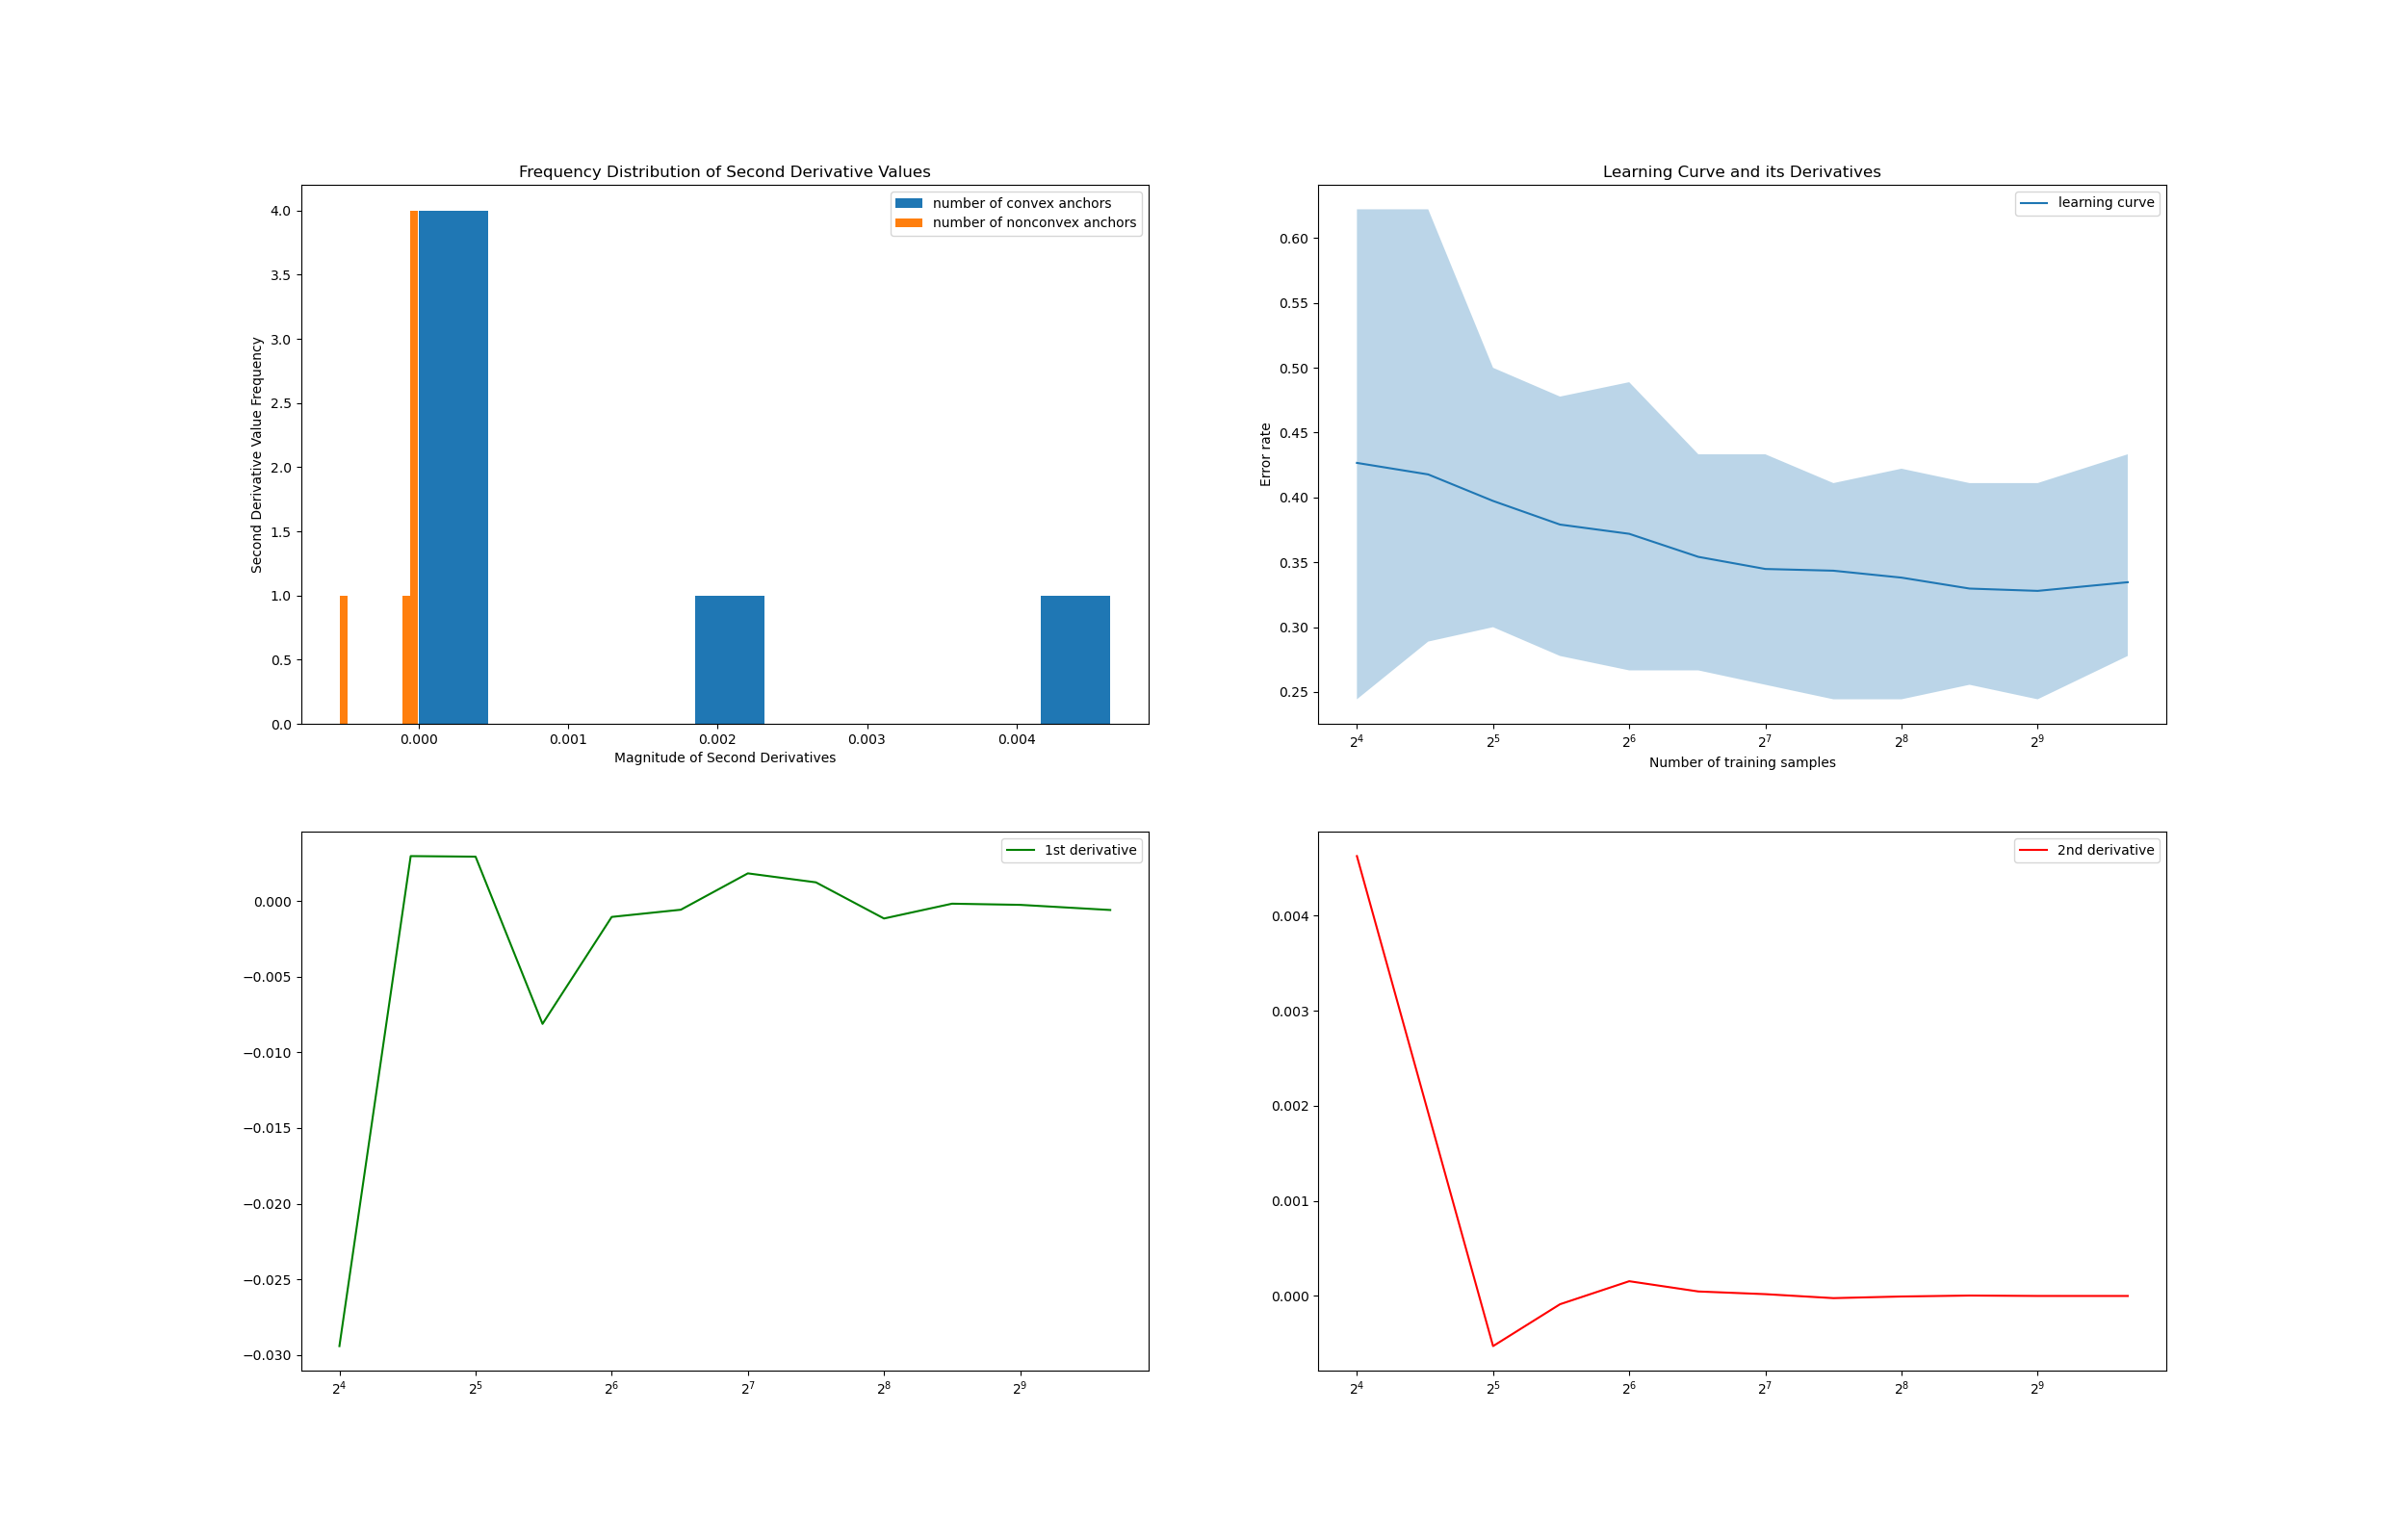 Frequency Distribution of Second Derivative Values
number of convex anchors
number of nonconvex anchors
Second Derivative Value Frequency
4.0
3.5
3.0
2.5
2.0
1.5
1.0
0.5
0.0
0.000 0.001 0.002 0.003 0.004
Magnitude of Second Derivatives
Learning Curve and its Derivatives
learning curve
Error rate
0.60
0.55
0.50
0.45
0.40
0.35
0.30
0.25
2⁴ 2⁵ 2⁶ 2⁷ 2⁸ 2⁹
Number of training samples
1st derivative
0.000
−0.005
−0.010
−0.015
−0.020
−0.025
−0.030
2⁴ 2⁵ 2⁶ 2⁷ 2⁸ 2⁹
2nd derivative
0.004
0.003
0.002
0.001
0.000
2⁴ 2⁵ 2⁶ 2⁷ 2⁸ 2⁹